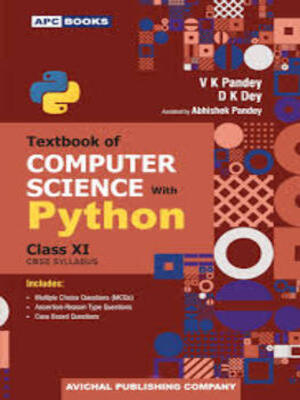 APC BOOKS
V K Pandey
D K Dey
Assisted by Abhishek Pandey
Textbook of
COMPUTER
SCIENCE With
Python
Class XI
CBSE SYLLABUS
Includes:
• Multiple Choice Questions (MCQs)
• Assertion-Reason Type Questions
• Case Based Questions
AVICHAL PUBLISHING COMPANY